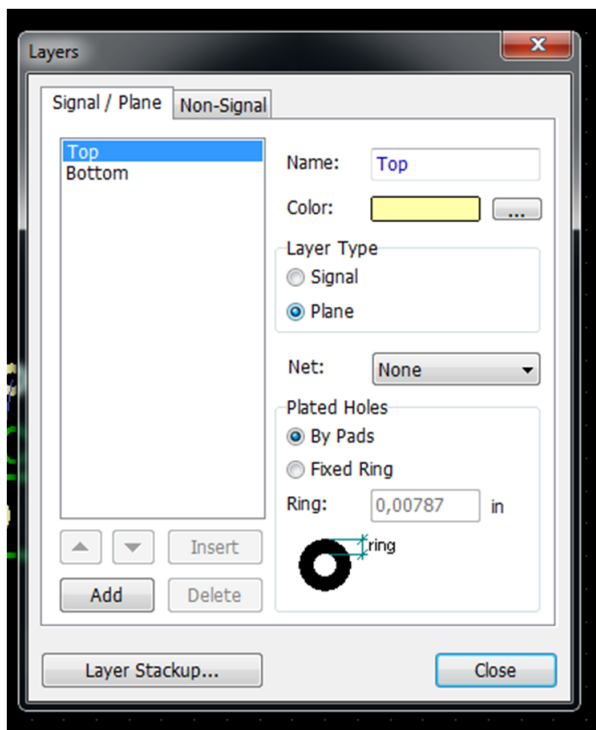 Layers
Signal / Plane
Non-Signal
Top
Bottom
Name:
Top
Color:
...
Layer Type
Signal
Plane
Net:
None
Plated Holes
By Pads
Fixed Ring
Ring:
0,00787
in
ring
Insert
Add
Delete
Layer Stackup...
Close